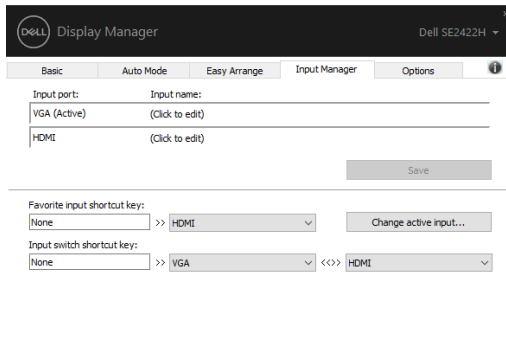 DELL Display Manager Dell SE2422H
Basic Auto Mode Easy Arrange Input Manager Options
Input port: Input name:
VGA (Active) (Click to edit)
HDMI (Click to edit)
Save
Favorite input shortcut key:
None >> HDMI Change active input...
Input switch shortcut key:
None >> VGA <<>> HDMI